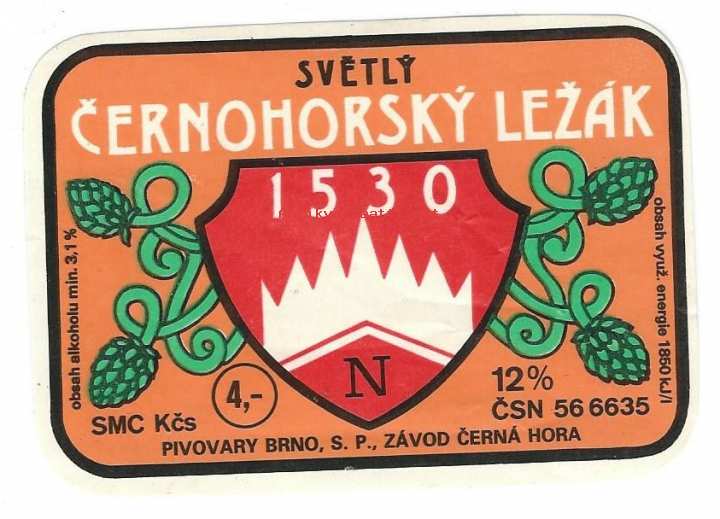 SVĚTLÝ
ČERNOHORSKÝ LEŽÁK
1530
obsah alkoholu min. 3,1%
obsah využ. energie 1850 kJ/l
N
4,-
SMC Kčs
12%
ČSN 56 6635
PIVOVARY BRNO, S. P., ZÁVOD ČERNÁ HORA